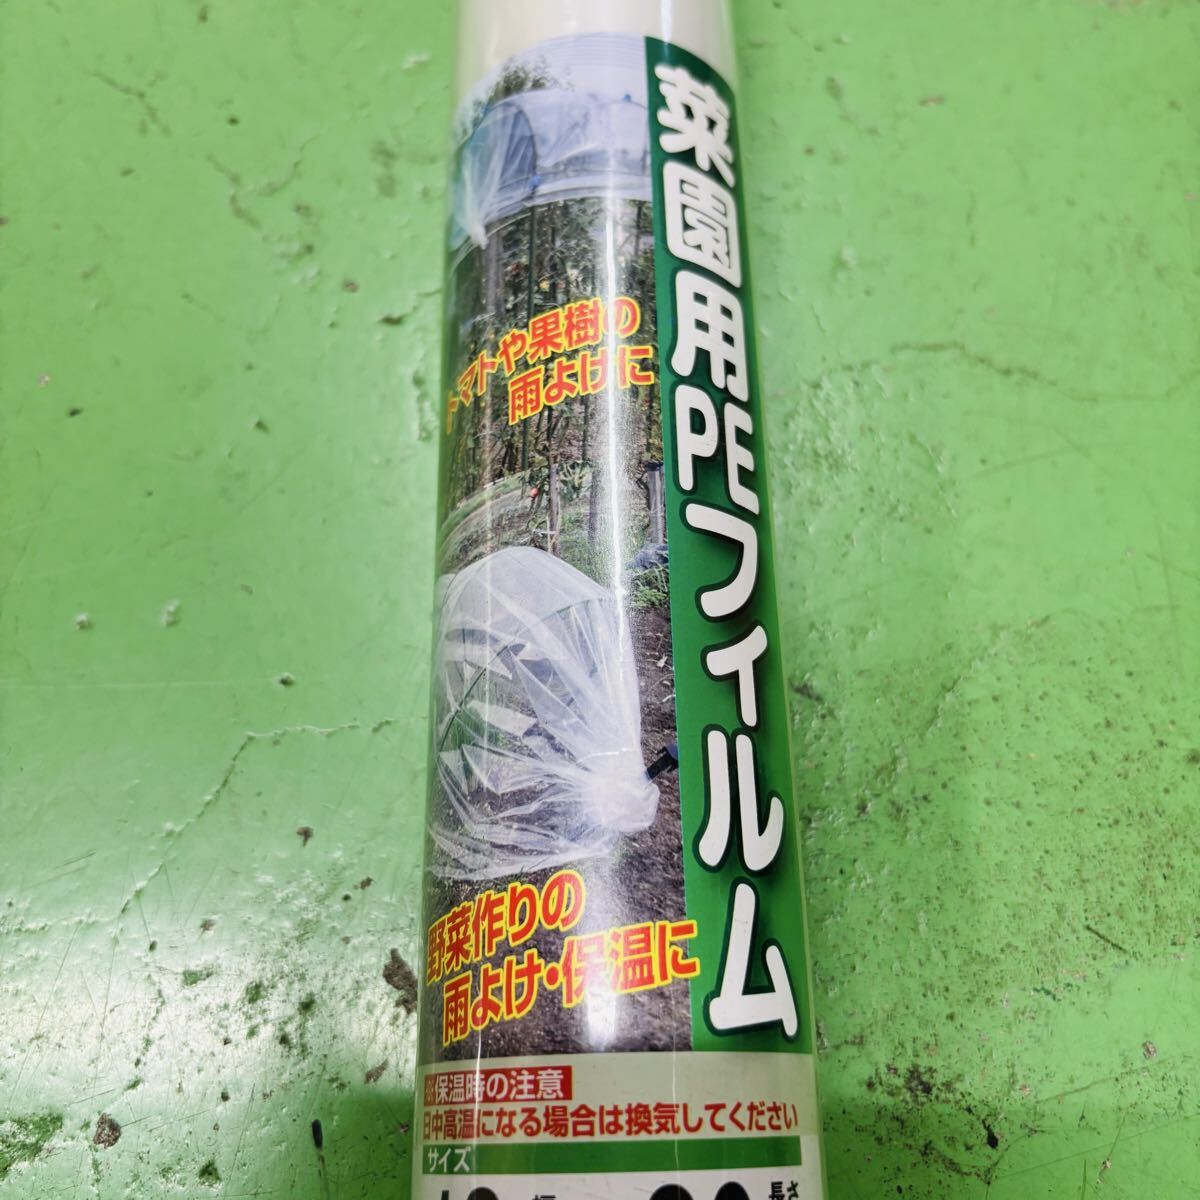 菜園用PEフィルム
トマトや果樹の
雨よけに
野菜作りの
雨よけ・保温に
※保温時の注意
日中高温になる場合は換気してください
サイズ
幅
長さ